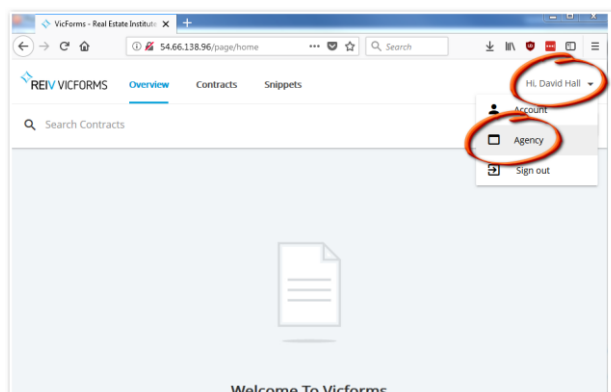 VicForms - Real Estate Institute
54.66.138.96/page/home
Search
REIV VICFORMS
Overview
Contracts
Snippets
Hi, David Hall
Search Contracts
Account
Agency
Sign out
Welcome To Vicforms